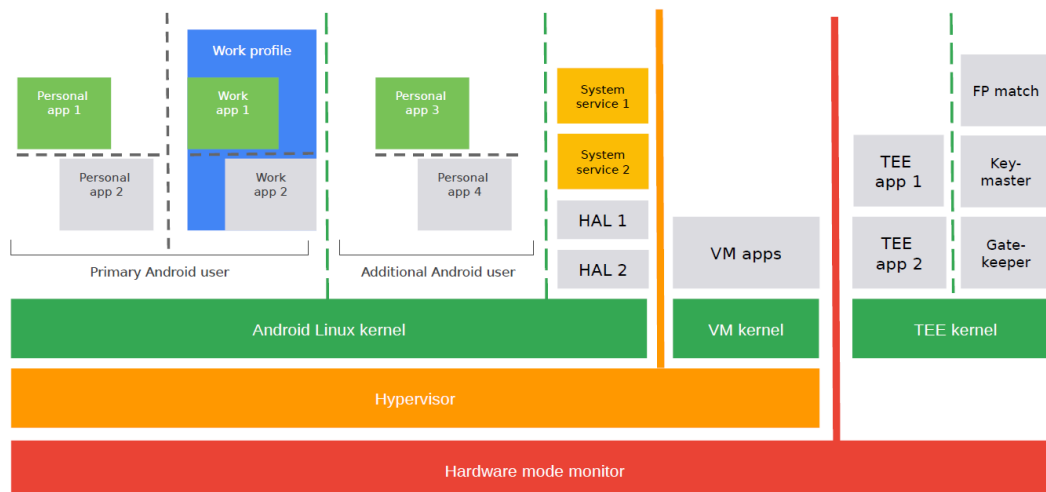 Work profile
Personal
app 1
Work
app 1
Personal
app 2
Work
app 2
Primary Android user
Personal
app 3
Personal
app 4
Additional Android user
System
service 1
System
service 2
HAL 1
HAL 2
VM apps
TEE
app 1
TEE
app 2
FP match
Key-
master
Gate-
keeper
Android Linux kernel
VM kernel
TEE kernel
Hypervisor
Hardware mode monitor